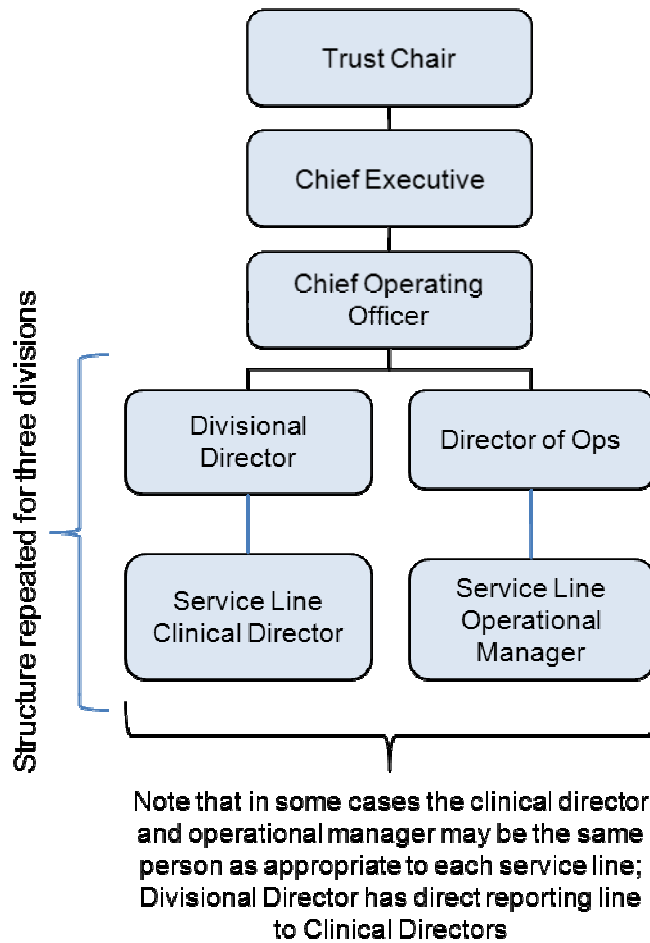 Trust Chair
Chief Executive
Chief Operating
Officer
Structure repeated for three divisions
Divisional
Director
Director of Ops
Service Line
Clinical Director
Service Line
Operational
Manager
Note that in some cases the clinical director
and operational manager may be the same
person as appropriate to each service line;
Divisional Director has direct reporting line
to Clinical Directors